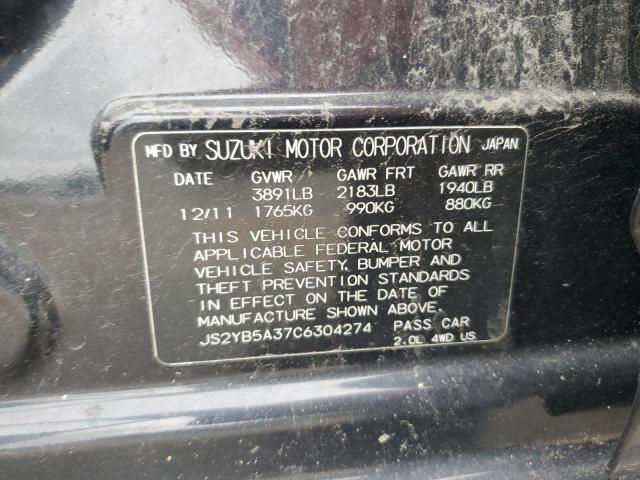 MFD BY SUZUKI MOTOR CORPORATION JAPAN
DATE GVWR GAWR FRT GAWR RR
3891LB 2183LB 1940LB
12/11 1765KG 990KG 880KG
THIS VEHICLE CONFORMS TO ALL
APPLICABLE FEDERAL MOTOR
VEHICLE SAFETY, BUMPER AND
THEFT PREVENTION STANDARDS
IN EFFECT ON THE DATE OF
MANUFACTURE SHOWN ABOVE.
JS2YB5A37C6304274 PASS CAR
2.0L 4WD US